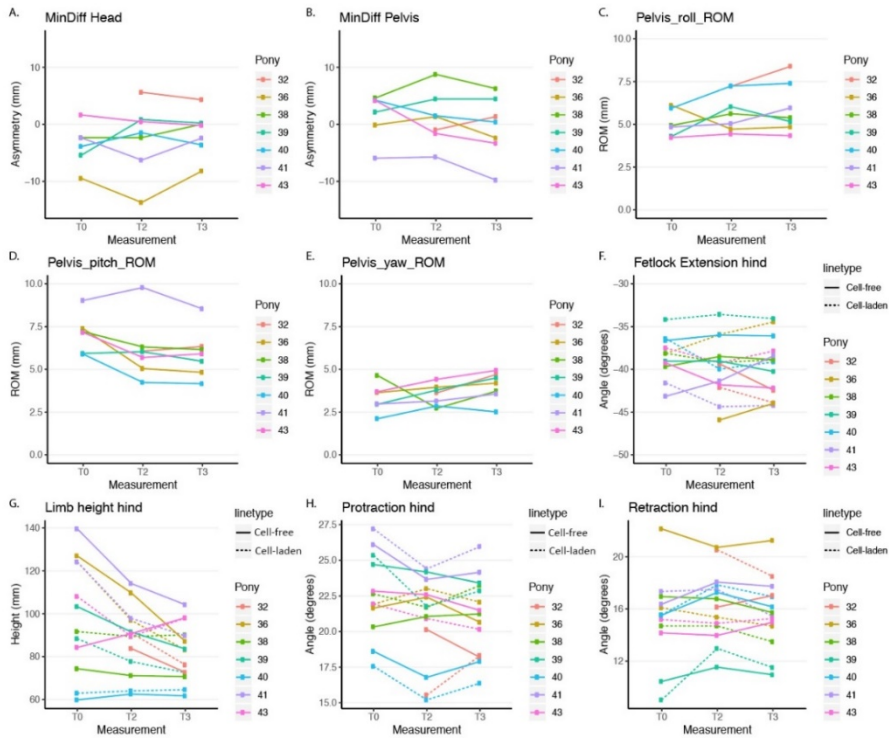 A. MinDiff Head
Asymmetry (mm)
10
0
−10
T0 T2 T3
Measurement
Pony
32
36
38
39
40
41
43
B. MinDiff Pelvis
Asymmetry (mm)
10
0
−10
T0 T2 T3
Measurement
Pony
32
36
38
39
40
41
43
C. Pelvis_roll_ROM
ROM (mm)
10.0
7.5
5.0
2.5
0.0
T0 T2 T3
Measurement
Pony
32
36
38
39
40
41
43
D. Pelvis_pitch_ROM
ROM (mm)
10.0
7.5
5.0
2.5
0.0
T0 T2 T3
Measurement
Pony
32
36
38
39
40
41
43
E. Pelvis_yaw_ROM
ROM (mm)
10.0
7.5
5.0
2.5
0.0
T0 T2 T3
Measurement
Pony
32
36
38
39
40
41
43
F. Fetlock Extension hind
Angle (degrees)
−30
−35
−40
−45
−50
T0 T2 T3
Measurement
linetype
Cell-free
Cell-laden
Pony
32
36
38
39
40
41
43
G. Limb height hind
Height (mm)
140
120
100
80
60
T0 T2 T3
Measurement
linetype
Cell-free
Cell-laden
Pony
32
36
38
39
40
41
43
H. Protraction hind
Angle (degrees)
27.5
25.0
22.5
20.0
17.5
15.0
T0 T2 T3
Measurement
linetype
Cell-free
Cell-laden
Pony
32
36
38
39
40
41
43
I. Retraction hind
Angle (degrees)
20
16
12
T0 T2 T3
Measurement
linetype
Cell-free
Cell-laden
Pony
32
36
38
39
40
41
43